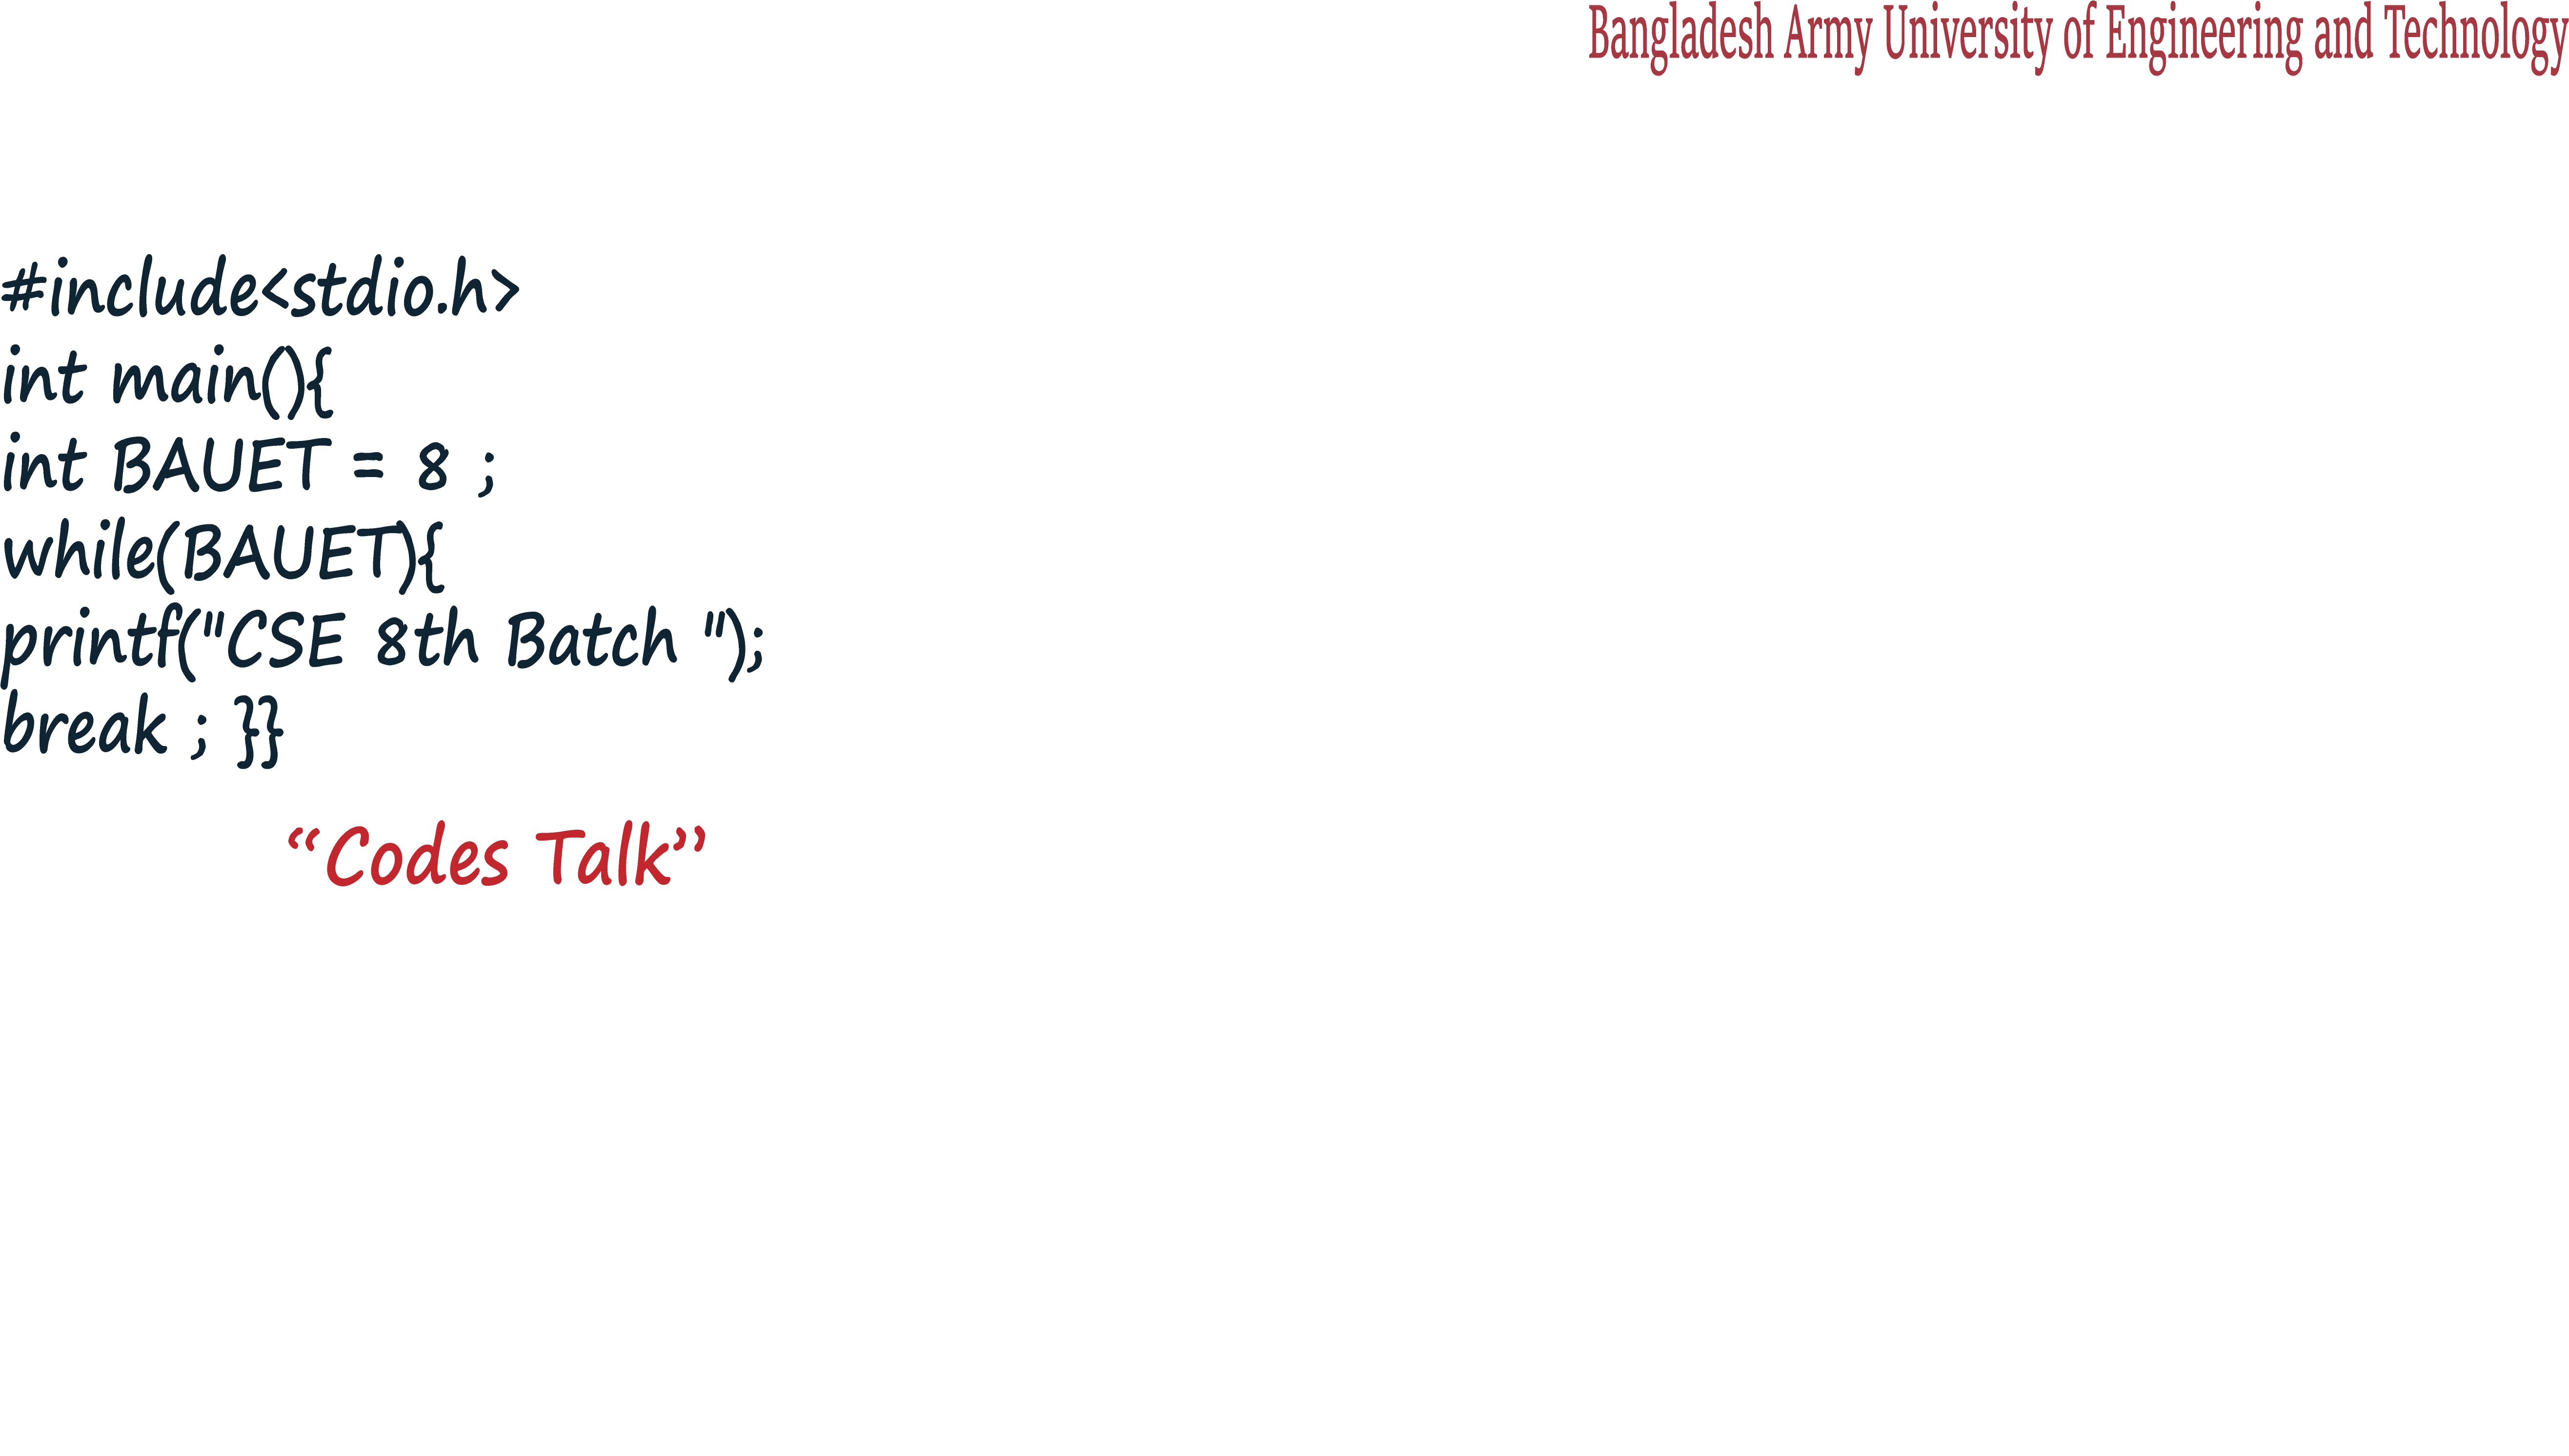 Bangladesh Army University of Engineering and Technology
#include<stdio.h>
int main(){
int BAUET = 8 ;
while(BAUET){
printf("CSE 8th Batch ");
break ; }}
“Codes Talk”